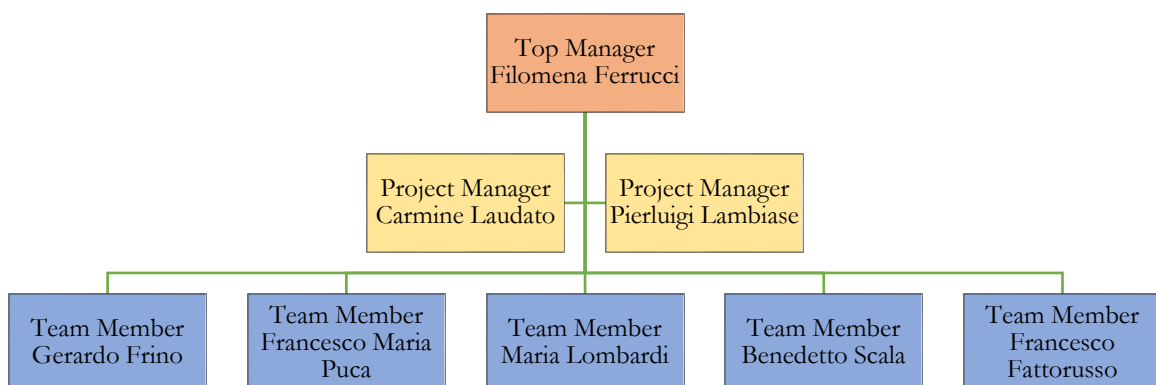 Top Manager
Filomena Ferrucci
Project Manager
Carmine Laudato
Project Manager
Pierluigi Lambiase
Team Member
Gerardo Frino
Team Member
Francesco Maria
Puca
Team Member
Maria Lombardi
Team Member
Benedetto Scala
Team Member
Francesco
Fattorusso